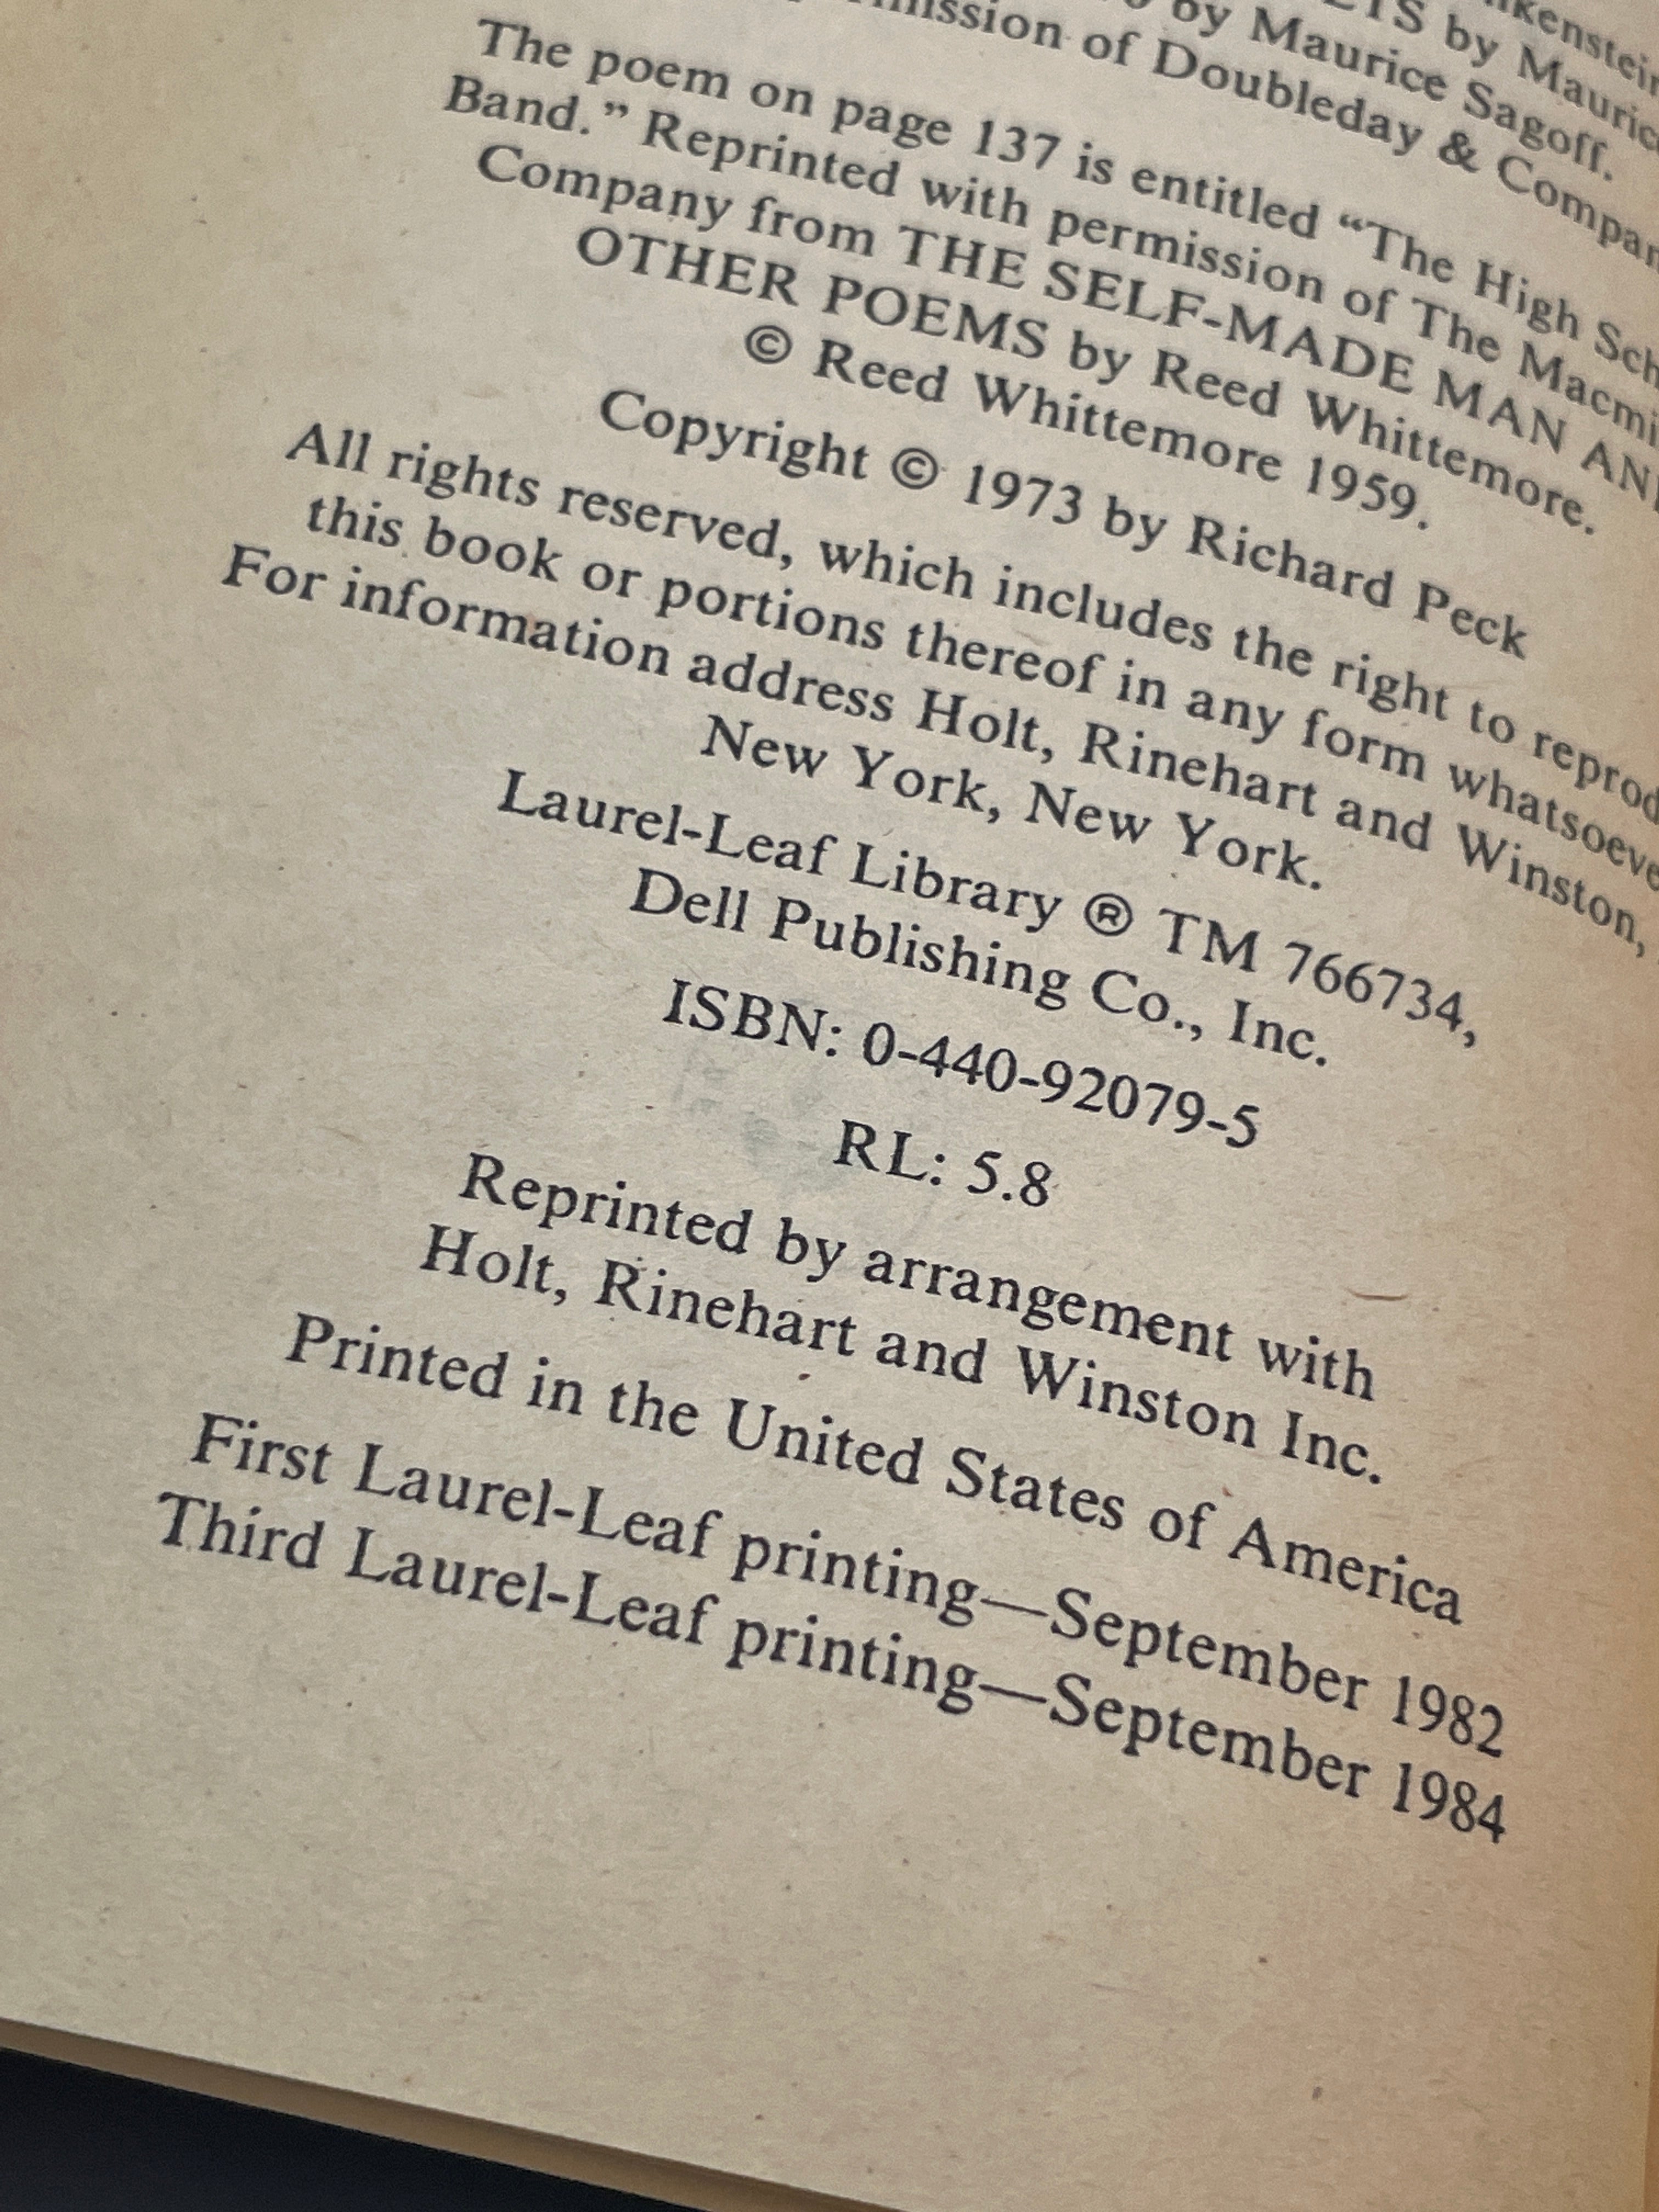 by Maurice
by Maurice Sagoff.
of Doubleday & Compan
The poem on page 137 is entitled “The High Sch
Band.” Reprinted with permission of The Macmi
Company from THE SELF-MADE MAN AN
OTHER POEMS by Reed Whittemore.
© Reed Whittemore 1959.
Copyright © 1973 by Richard Peck
All rights reserved, which includes the right to reprod
this book or portions thereof in any form whatsoeve
For information address Holt, Rinehart and Winston,
New York, New York.
Laurel-Leaf Library ® TM 766734,
Dell Publishing Co., Inc.
ISBN: 0-440-92079-5
RL: 5.8
Reprinted by arrangement with
Holt, Rinehart and Winston Inc.
Printed in the United States of America
First Laurel-Leaf printing—September 1982
Third Laurel-Leaf printing—September 1984